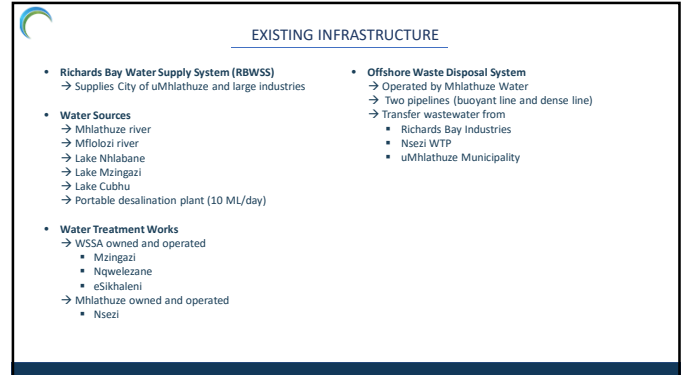 EXISTING INFRASTRUCTURE
• Richards Bay Water Supply System (RBWSS)
→ Supplies City of uMhlathuze and large industries
• Water Sources
→ Mhlathuze river
→ Mflolozi river
→ Lake Nhlabane
→ Lake Mzingazi
→ Lake Cubhu
→ Portable desalination plant (10 ML/day)
• Water Treatment Works
→ WSSA owned and operated
▪ Mzingazi
▪ Nqwelezane
▪ eSikhaleni
→ Mhlathuze owned and operated
▪ Nsezi
• Offshore Waste Disposal System
→ Operated by Mhlathuze Water
→ Two pipelines (buoyant line and dense line)
→ Transfer wastewater from
▪ Richards Bay Industries
▪ Nsezi WTP
▪ uMhlathuze Municipality